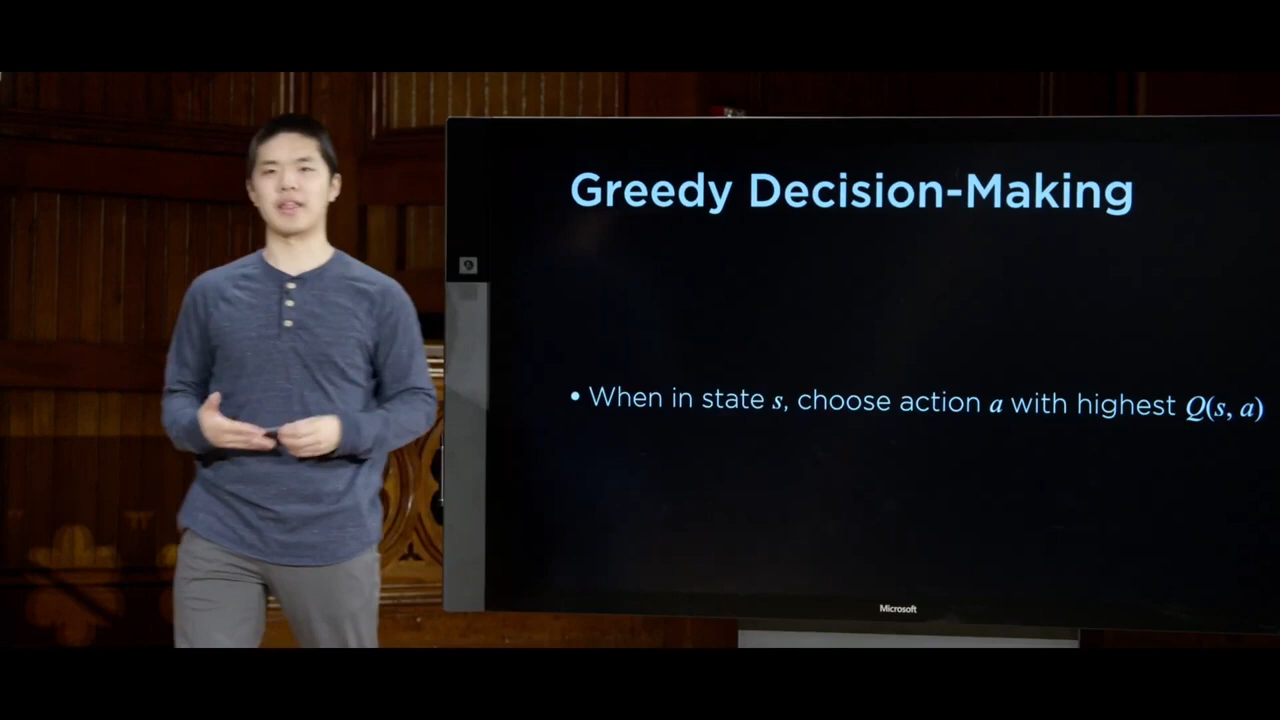 Greedy Decision-Making
• When in state s, choose action a with highest Q(s, a)
Microsoft